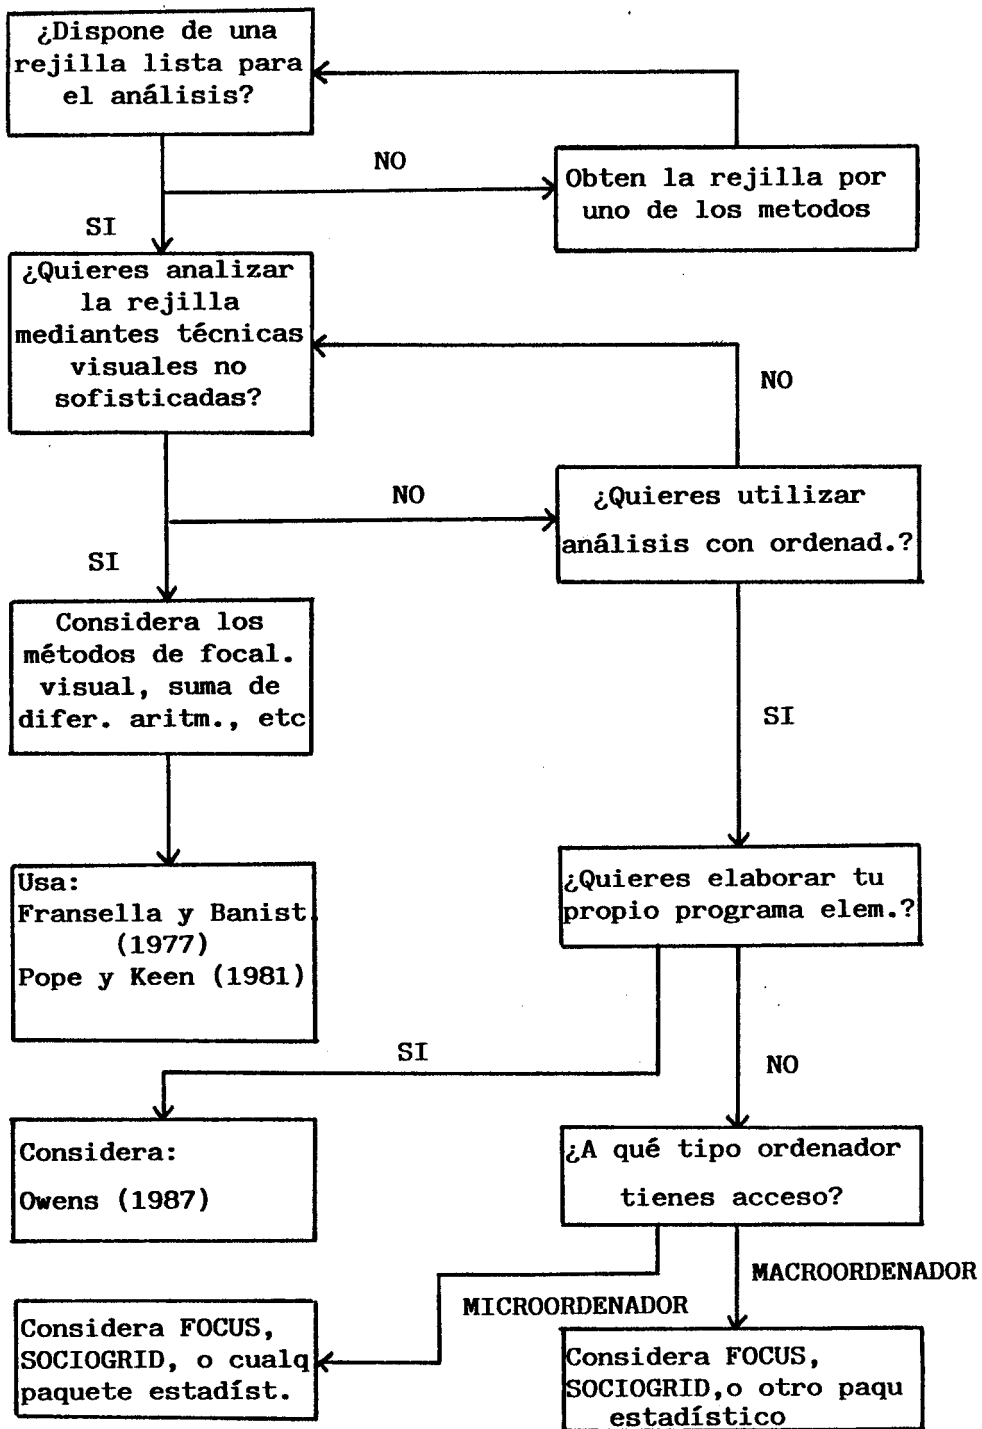 ¿Dispone de una
rejilla lista para
el análisis?
NO
Obten la rejilla por
uno de los metodos
SI
¿Quieres analizar
la rejilla
mediantes técnicas
visuales no
sofisticadas?
NO
NO
¿Quieres utilizar
análisis con ordenad.?
SI
Considera los
métodos de focal.
visual, suma de
difer. aritm., etc
SI
Usa:
Fransella y Banist.
(1977)
Pope y Keen (1981)
¿Quieres elaborar tu
propio programa elem.?
SI
NO
Considera:
Owens (1987)
¿A qué tipo ordenador
tienes acceso?
MACROORDENADOR
MICROORDENADOR
Considera FOCUS,
SOCIOGRID, o cualq
paquete estadíst.
Considera FOCUS,
SOCIOGRID,o otro paqu
estadístico